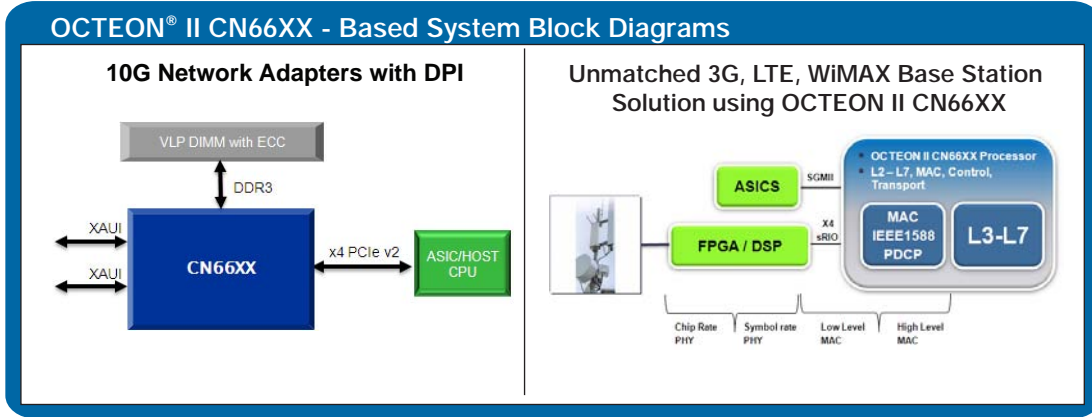 OCTEON® II CN66XX - Based System Block Diagrams
10G Network Adapters with DPI
VLP DIMM with ECC
DDR3
XAUI
XAUI
CN66XX
x4 PCIe v2
ASIC/HOST
CPU
Unmatched 3G, LTE, WiMAX Base Station
Solution using OCTEON II CN66XX
ASICS
SGMII
FPGA / DSP
X4
sRIO
OCTEON II CN66XX Processor
L2 – L7, MAC, Control,
Transport
MAC
IEEE1588
PDCP
L3-L7
Chip Rate
PHY
Symbol rate
PHY
Low Level
MAC
High Level
MAC